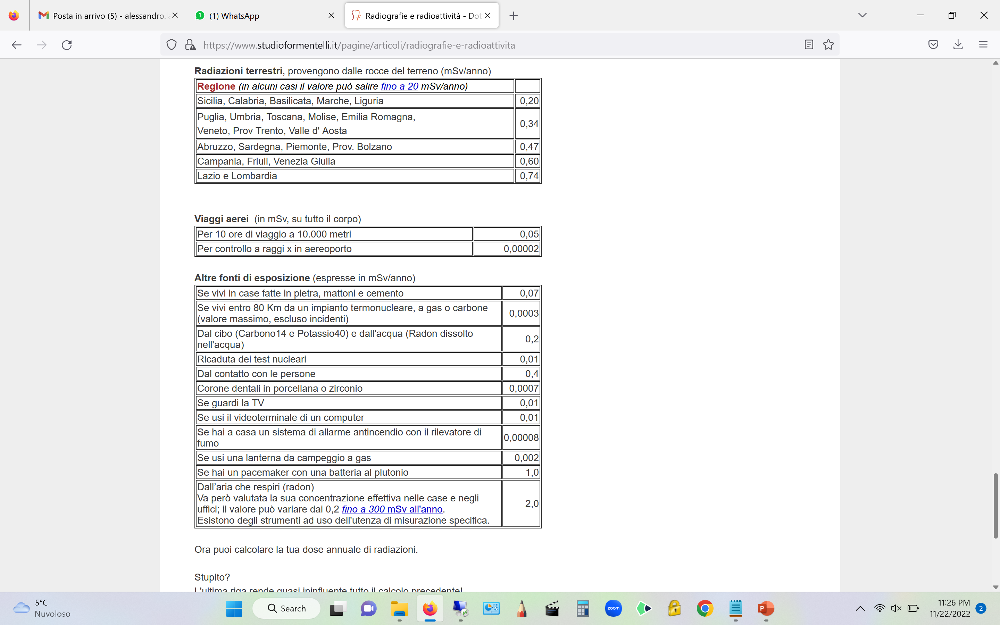 Posta in arrivo (5) - alessandro.la
1
(1) WhatsApp
Radiografie e radioattività - Dot
https://www.studioformentelli.it/pagine/articoli/radiografie-e-radioattivita
Radiazioni terrestri, provengono dalle rocce del terreno (mSv/anno)
Regione (in alcuni casi il valore può salire fino a 20 mSv/anno)
Sicilia, Calabria, Basilicata, Marche, Liguria 0,20
Puglia, Umbria, Toscana, Molise, Emilia Romagna,
Veneto, Prov Trento, Valle d' Aosta 0,34
Abruzzo, Sardegna, Piemonte, Prov. Bolzano 0,47
Campania, Friuli, Venezia Giulia 0,60
Lazio e Lombardia 0,74
Viaggi aerei (in mSv, su tutto il corpo)
Per 10 ore di viaggio a 10.000 metri 0,05
Per controllo a raggi x in aereoporto 0,00002
Altre fonti di esposizione (espresse in mSv/anno)
Se vivi in case fatte in pietra, mattoni e cemento 0,07
Se vivi entro 80 Km da un impianto termonucleare, a gas o carbone
(valore massimo, escluso incidenti) 0,0003
Dal cibo (Carbono14 e Potassio40) e dall'acqua (Radon dissolto
nell'acqua) 0,2
Ricaduta dei test nucleari 0,01
Dal contatto con le persone 0,4
Corone dentali in porcellana o zirconio 0,0007
Se guardi la TV 0,01
Se usi il videoterminale di un computer 0,01
Se hai a casa un sistema di allarme antincendio con il rilevatore di
fumo 0,00008
Se usi una lanterna da campeggio a gas 0,002
Se hai un pacemaker con una batteria al plutonio 1,0
Dall’aria che respiri (radon)
Va però valutata la sua concentrazione effettiva nelle case e negli
uffici; il valore può variare dai 0,2 fino a 300 mSv all'anno.
Esistono degli strumenti ad uso dell'utenza di misurazione specifica. 2,0
Ora puoi calcolare la tua dose annuale di radiazioni.
Stupito?
L'ultima riga rende quasi ininfluente tutto il calcolo precedente!
5°C
Nuvoloso
Search
zoom
P
11:26 PM
11/22/2022
2